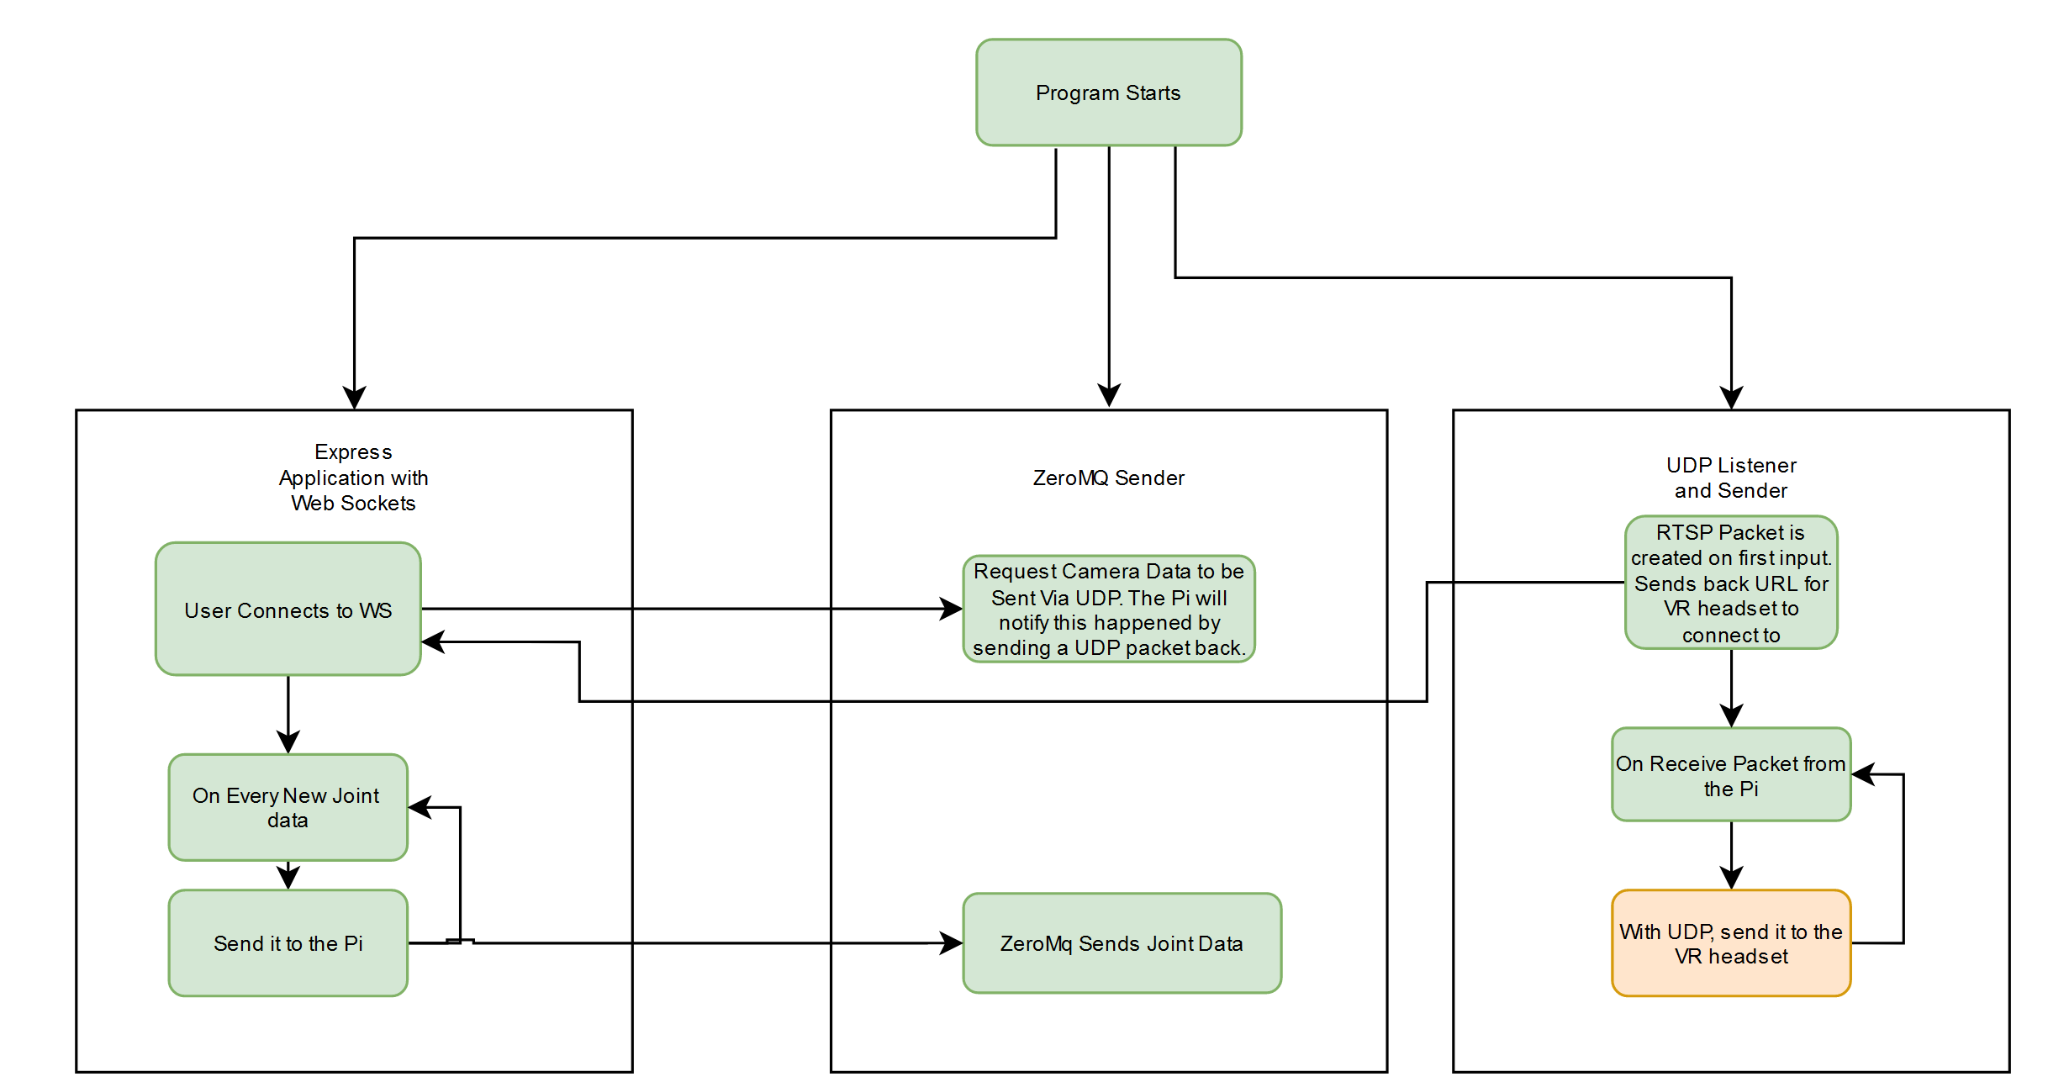 Program Starts
Express
Application with
Web Sockets
User Connects to WS
On Every New Joint
data
Send it to the Pi
ZeroMQ Sender
Request Camera Data to be
Sent Via UDP. The Pi will
notify this happened by
sending a UDP packet back.
ZeroMq Sends Joint Data
UDP Listener
and Sender
RTSP Packet is
created on first input.
Sends back URL for
VR headset to
connect to
On Receive Packet from
the Pi
With UDP, send it to the
VR headset